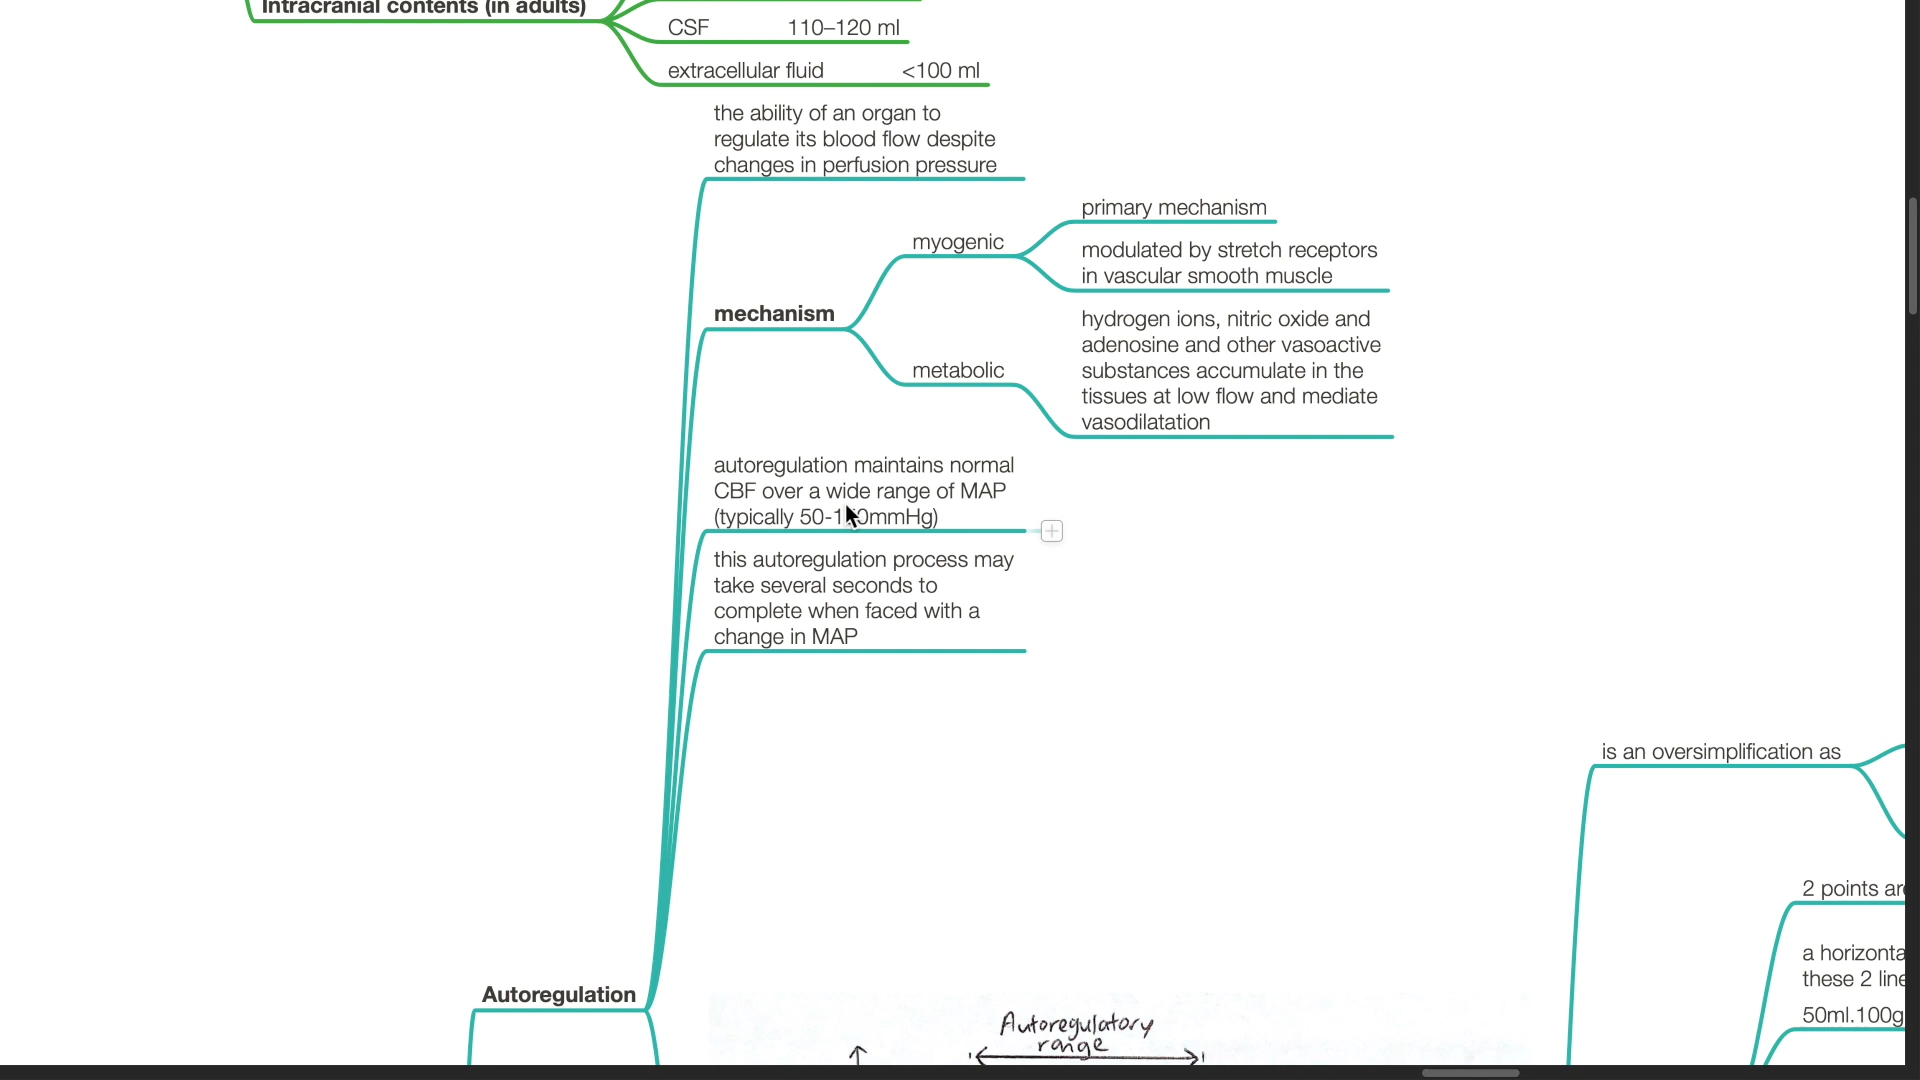 Intracranial contents (in adults)
CSF 110–120 ml
extracellular fluid <100 ml
the ability of an organ to
regulate its blood flow despite
changes in perfusion pressure
mechanism
myogenic
primary mechanism
modulated by stretch receptors
in vascular smooth muscle
metabolic
hydrogen ions, nitric oxide and
adenosine and other vasoactive
substances accumulate in the
tissues at low flow and mediate
vasodilatation
autoregulation maintains normal
CBF over a wide range of MAP
(typically
this autoregulation process may
take several seconds to
complete when faced with a
change in MAP
Autoregulation
Autoregulatory
range
is an oversimplification as
2 points
a
these 2
50ml.100g